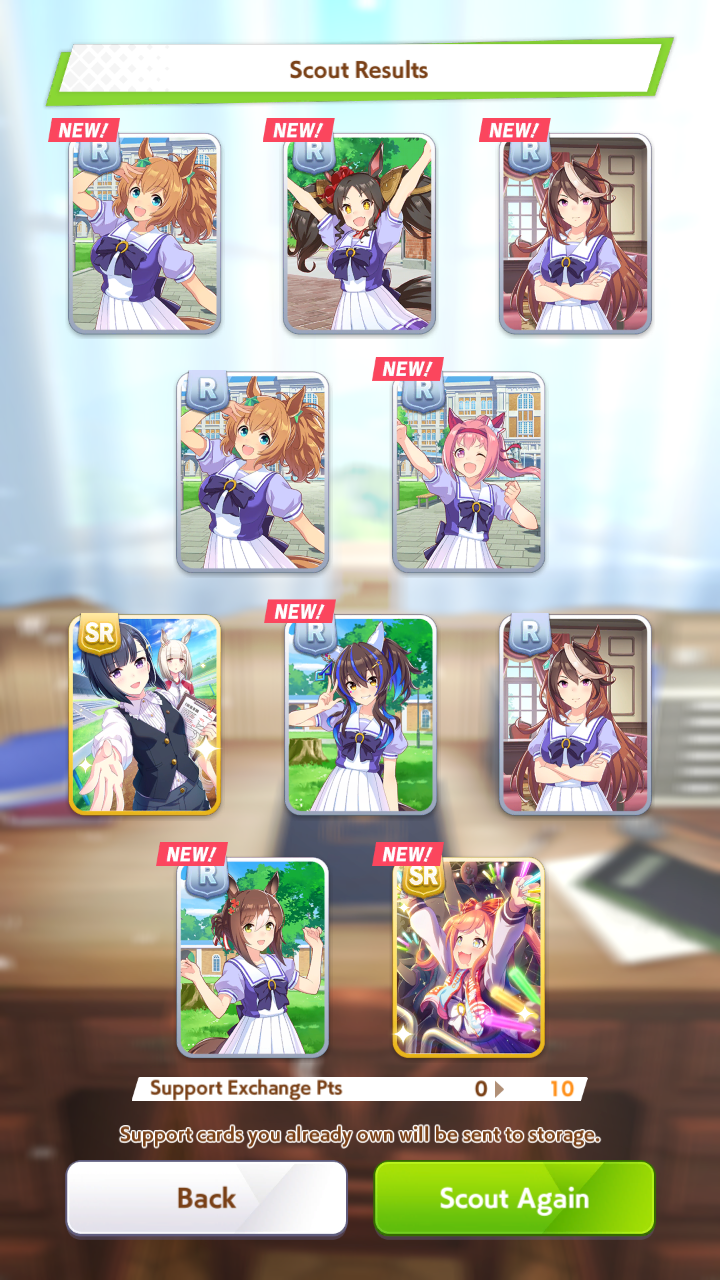 Scout Results
NEW! NEW! NEW!
R R R
NEW!
R R
NEW!
SR R R
NEW! NEW!
R SR
Support Exchange Pts 0 10
Support cards you already own will be sent to storage.
Back Scout Again